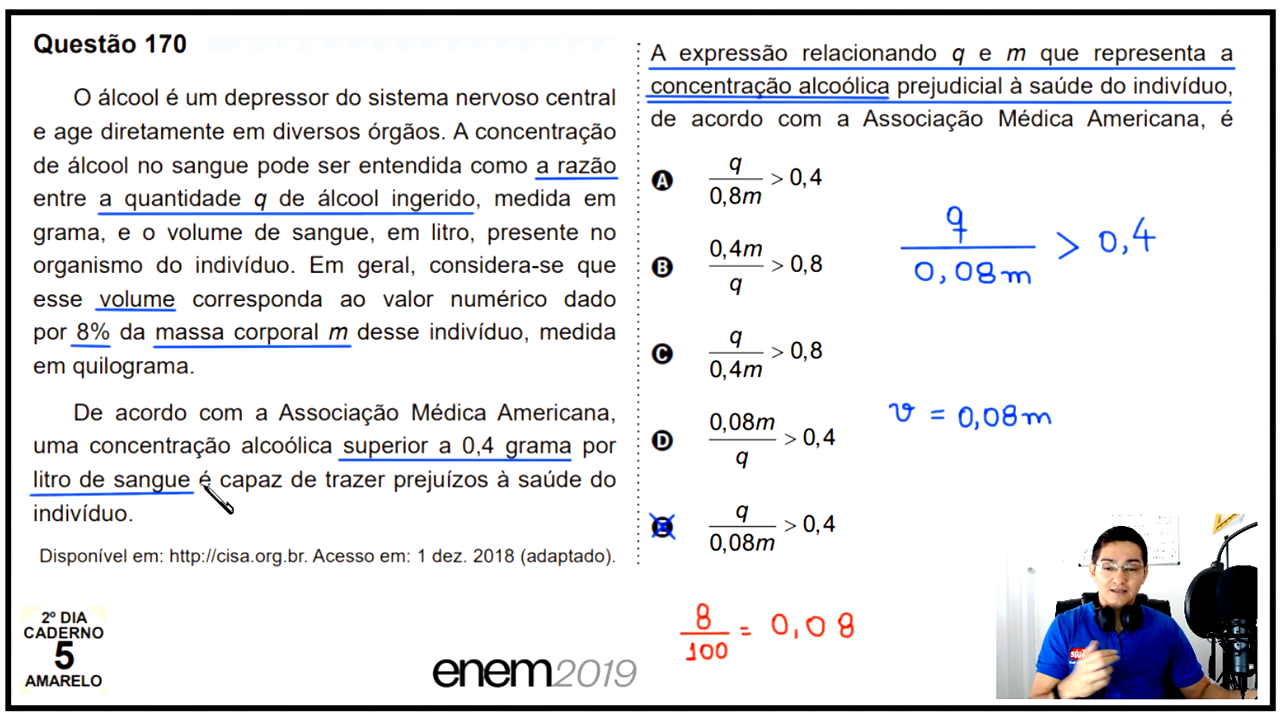 Questão 170
O álcool é um depressor do sistema nervoso central
e age diretamente em diversos órgãos. A concentração
de álcool no sangue pode ser entendida como a razão
entre a quantidade q de álcool ingerido, medida em
grama, e o volume de sangue, em litro, presente no
organismo do indivíduo. Em geral, considera-se que
esse volume corresponda ao valor numérico dado
por 8% da massa corporal m desse indivíduo, medida
em quilograma.
De acordo com a Associação Médica Americana,
uma concentração alcoólica superior a 0,4 grama por
litro de sangue é capaz de trazer prejuízos à saúde do
indivíduo.
Disponível em: http://cisa.org.br. Acesso em: 1 dez. 2018 (adaptado).
2º DIA
CADERNO
5
AMARELO
enem2019
A expressão relacionando q e m que representa a
concentração alcoólica prejudicial à saúde do indivíduo,
de acordo com a Associação Médica Americana, é
A q/0,8m > 0,4
B 0,4m/q > 0,8
C q/0,4m > 0,8
D 0,08m/q > 0,4
E q/0,08m > 0,4
q/0,08m > 0,4
v = 0,08m
8/100 = 0,08